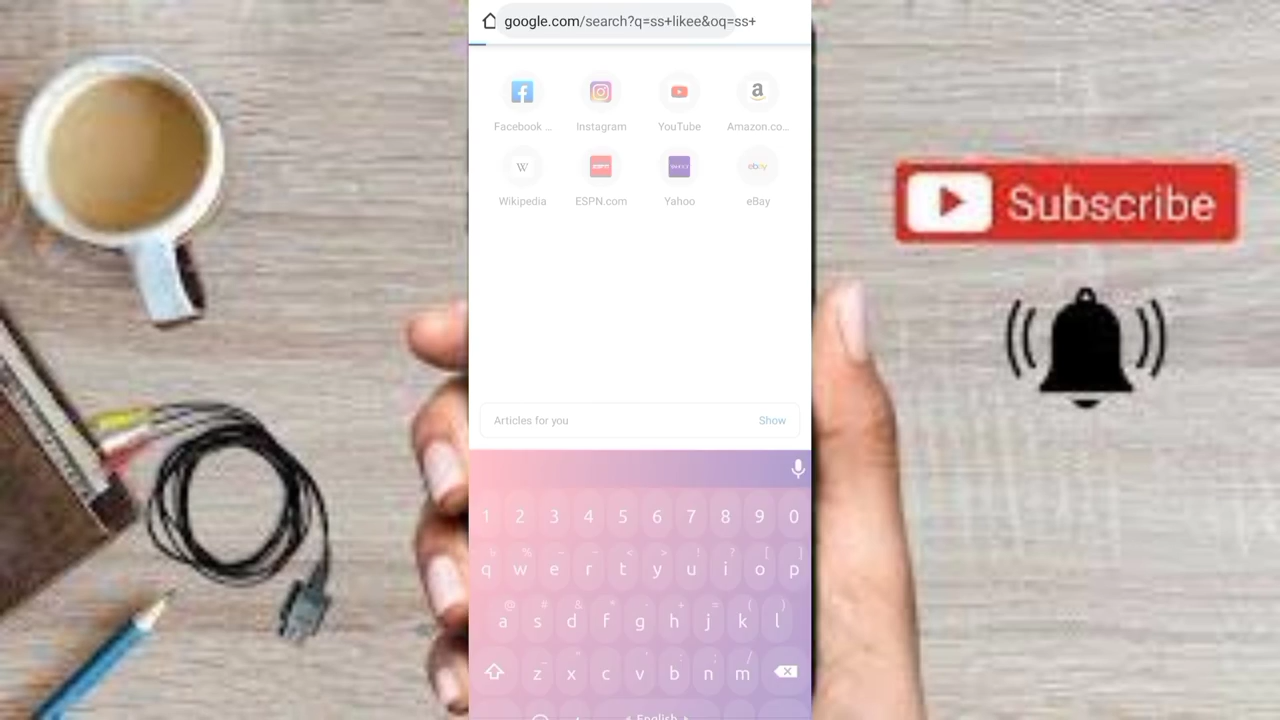 google.com/search?q=ss+likee&oq=ss+
Facebook ...
Instagram
YouTube
Amazon.co...
Wikipedia
ESPN.com
Yahoo
eBay
Articles for you
Show
Subscribe
1 2 3 4 5 6 7 8 9 0
q w e r t y u i o p
a s d f g h j k l
z x c v b n m
English